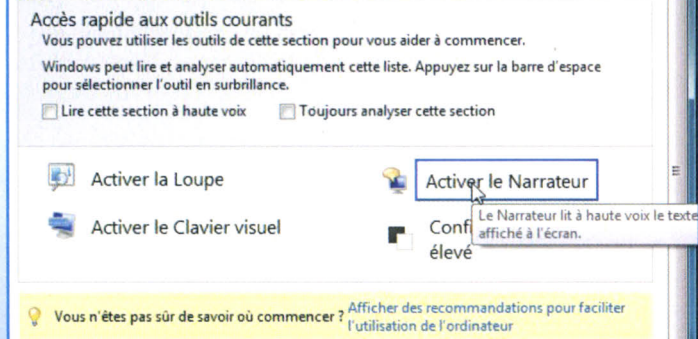 Accès rapide aux outils courants
Vous pouvez utiliser les outils de cette section pour vous aider à commencer.
Windows peut lire et analyser automatiquement cette liste. Appuyez sur la barre d'espace
pour sélectionner l'outil en surbrillance.
Lire cette section à haute voix Toujours analyser cette section
Activer la Loupe Activer le Narrateur
Le Narrateur lit à haute voix le texte
affiché à l'écran.
Activer le Clavier visuel
élevé
Vous n'êtes pas sûr de savoir où commencer ? Afficher des recommandations pour faciliter
l'utilisation de l'ordinateur